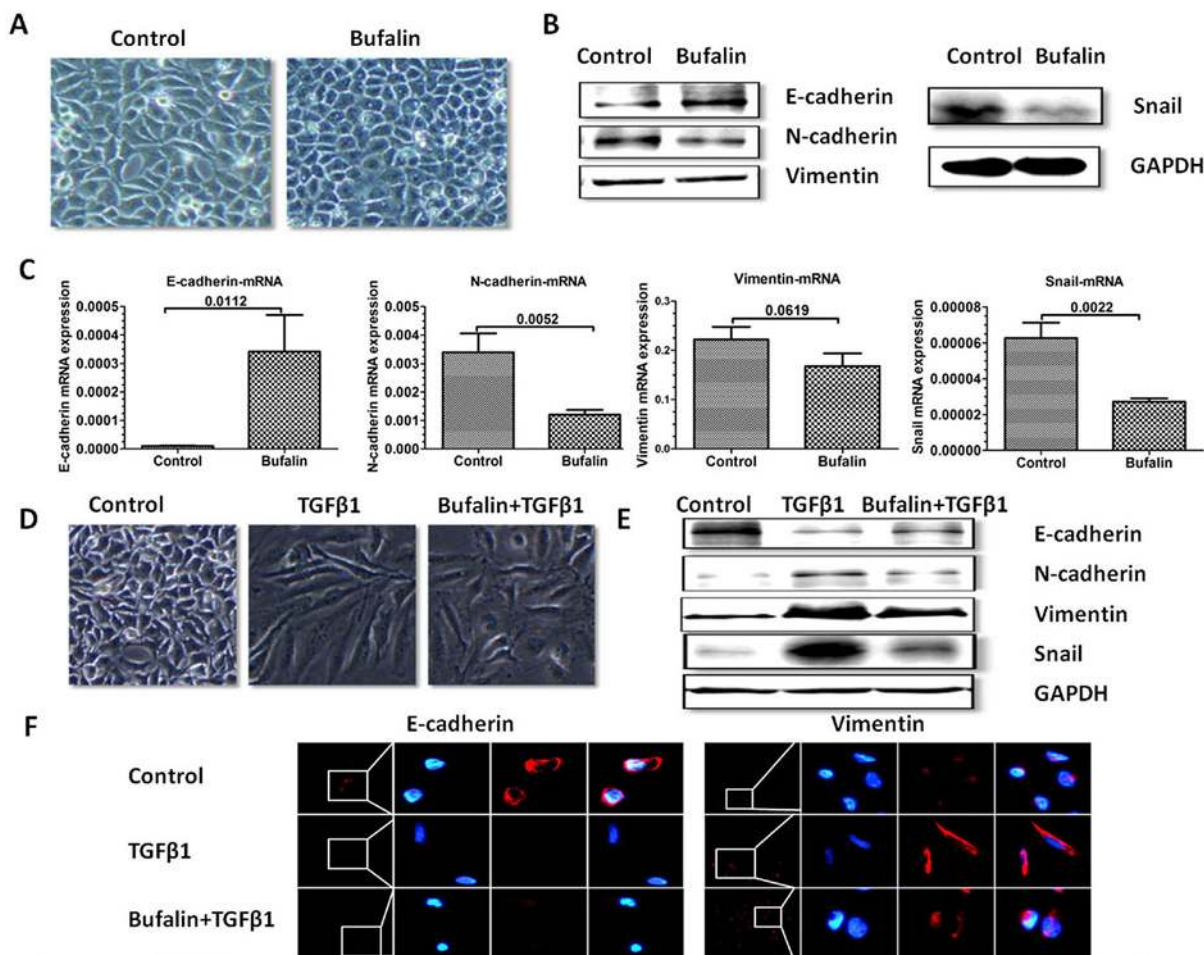 A
Control Bufalin
B
Control Bufalin
E-cadherin
N-cadherin
Vimentin
Control Bufalin
Snail
GAPDH
C
E-cadherin-mRNA
0.0112
E-cadherin mRNA expression
0.0005
0.0004
0.0003
0.0002
0.0001
0.0000
Control Bufalin
N-cadherin-mRNA
0.0052
N-cadherin mRNA expression
0.005
0.004
0.003
0.002
0.001
0.000
Control Bufalin
Vimentin-mRNA
0.0619
Vimentin mRNA expression
0.3
0.2
0.1
0.0
Control Bufalin
Snail-mRNA
0.0022
Snail mRNA expression
0.00008
0.00006
0.00004
0.00002
0.00000
Control Bufalin
D
Control TGFβ1 Bufalin+TGFβ1
E
Control TGFβ1 Bufalin+TGFβ1
E-cadherin
N-cadherin
Vimentin
Snail
GAPDH
F
E-cadherin Vimentin
Control
TGFβ1
Bufalin+TGFβ1